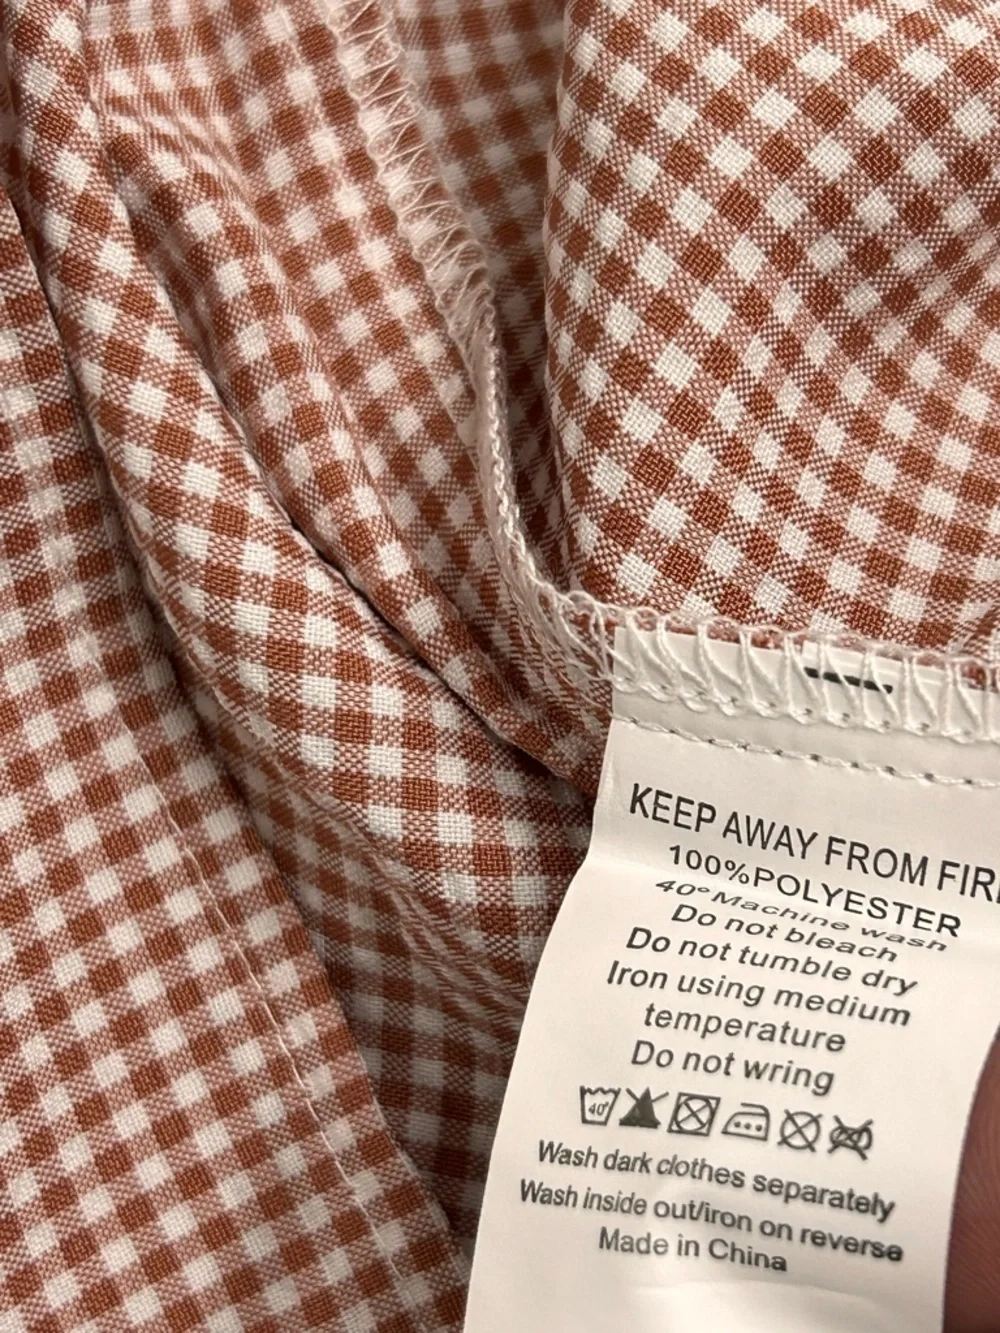 KEEP AWAY FROM FIR
100%POLYESTER
40°Machine wash
Do not bleach
Do not tumble dry
Iron using medium
temperature
Do not wring
40°
Wash dark clothes separately
Wash inside out/iron on reverse
Made in China